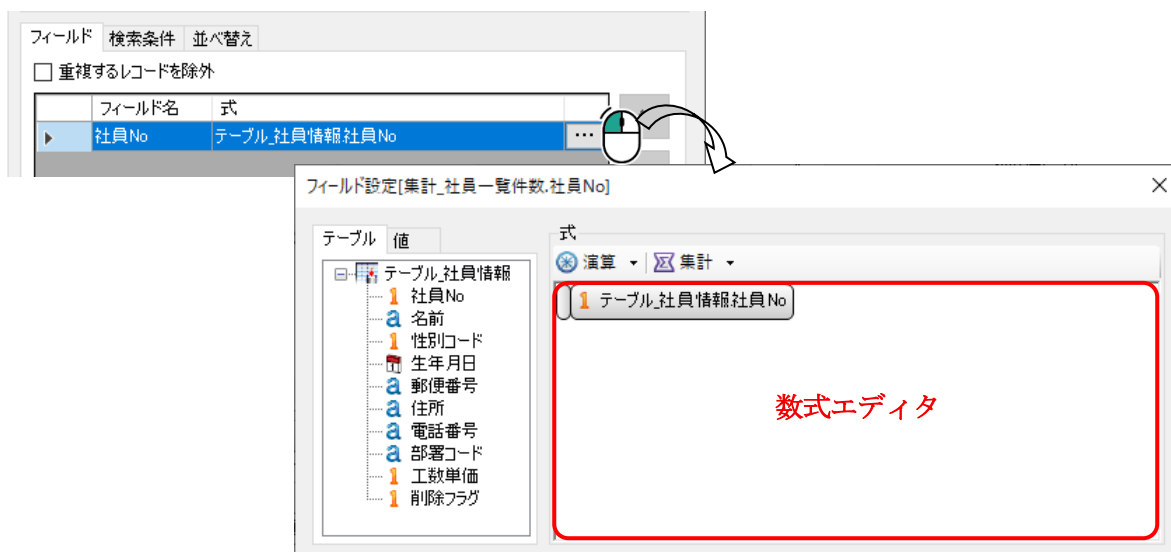 フィールド 検索条件 並べ替え
重複するレコードを除外
フィールド名 式
社員No テーブル_社員情報.社員No ...
フィールド設定[集計_社員一覧件数.社員No]
テーブル 値
テーブル_社員情報
社員No
名前
性別コード
生年月日
郵便番号
住所
電話番号
部署コード
工数単価
削除フラグ
式
演算 集計
テーブル_社員情報.社員No
数式エディタ